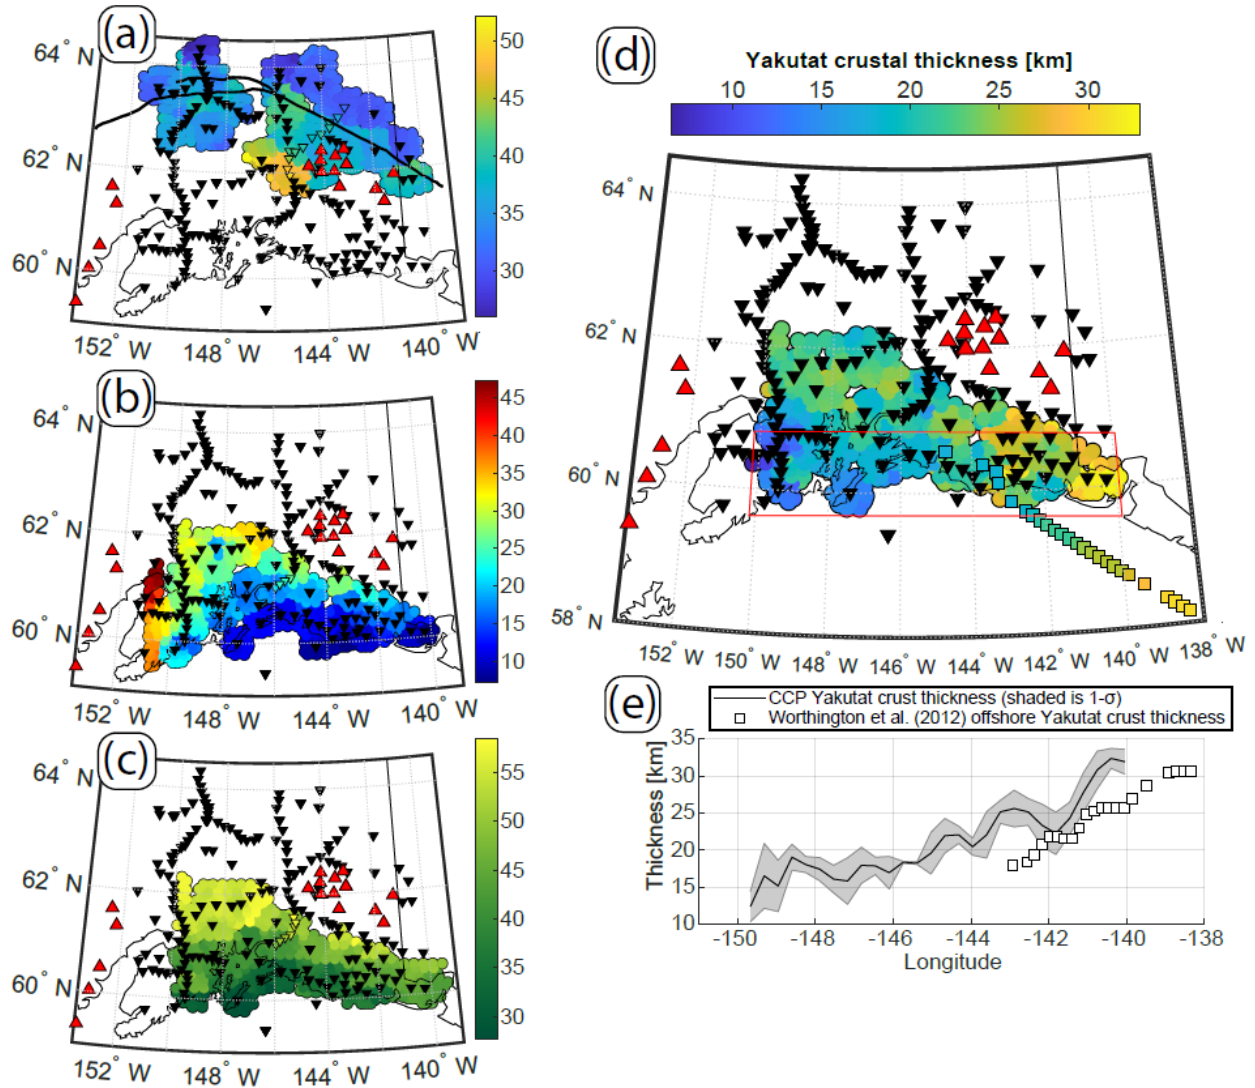 (a)
64° N
62° N
60° N
152° W 148° W 144° W 140° W
50
45
40
35
30
(b)
64° N
62° N
60° N
152° W 148° W 144° W 140° W
45
40
35
30
25
20
15
10
(c)
64° N
62° N
60° N
152° W 148° W 144° W 140° W
55
50
45
40
35
30
(d)
Yakutat crustal thickness [km]
10 15 20 25 30
64° N
62° N
60° N
58° N
152° W 150° W 148° W 146° W 144° W 142° W 140° W 138° W
(e)
CCP Yakutat crust thickness (shaded is 1-σ)
Worthington et al. (2012) offshore Yakutat crust thickness
Thickness [km]
35
30
25
20
15
10
-150 -148 -146 -144 -142 -140 -138
Longitude